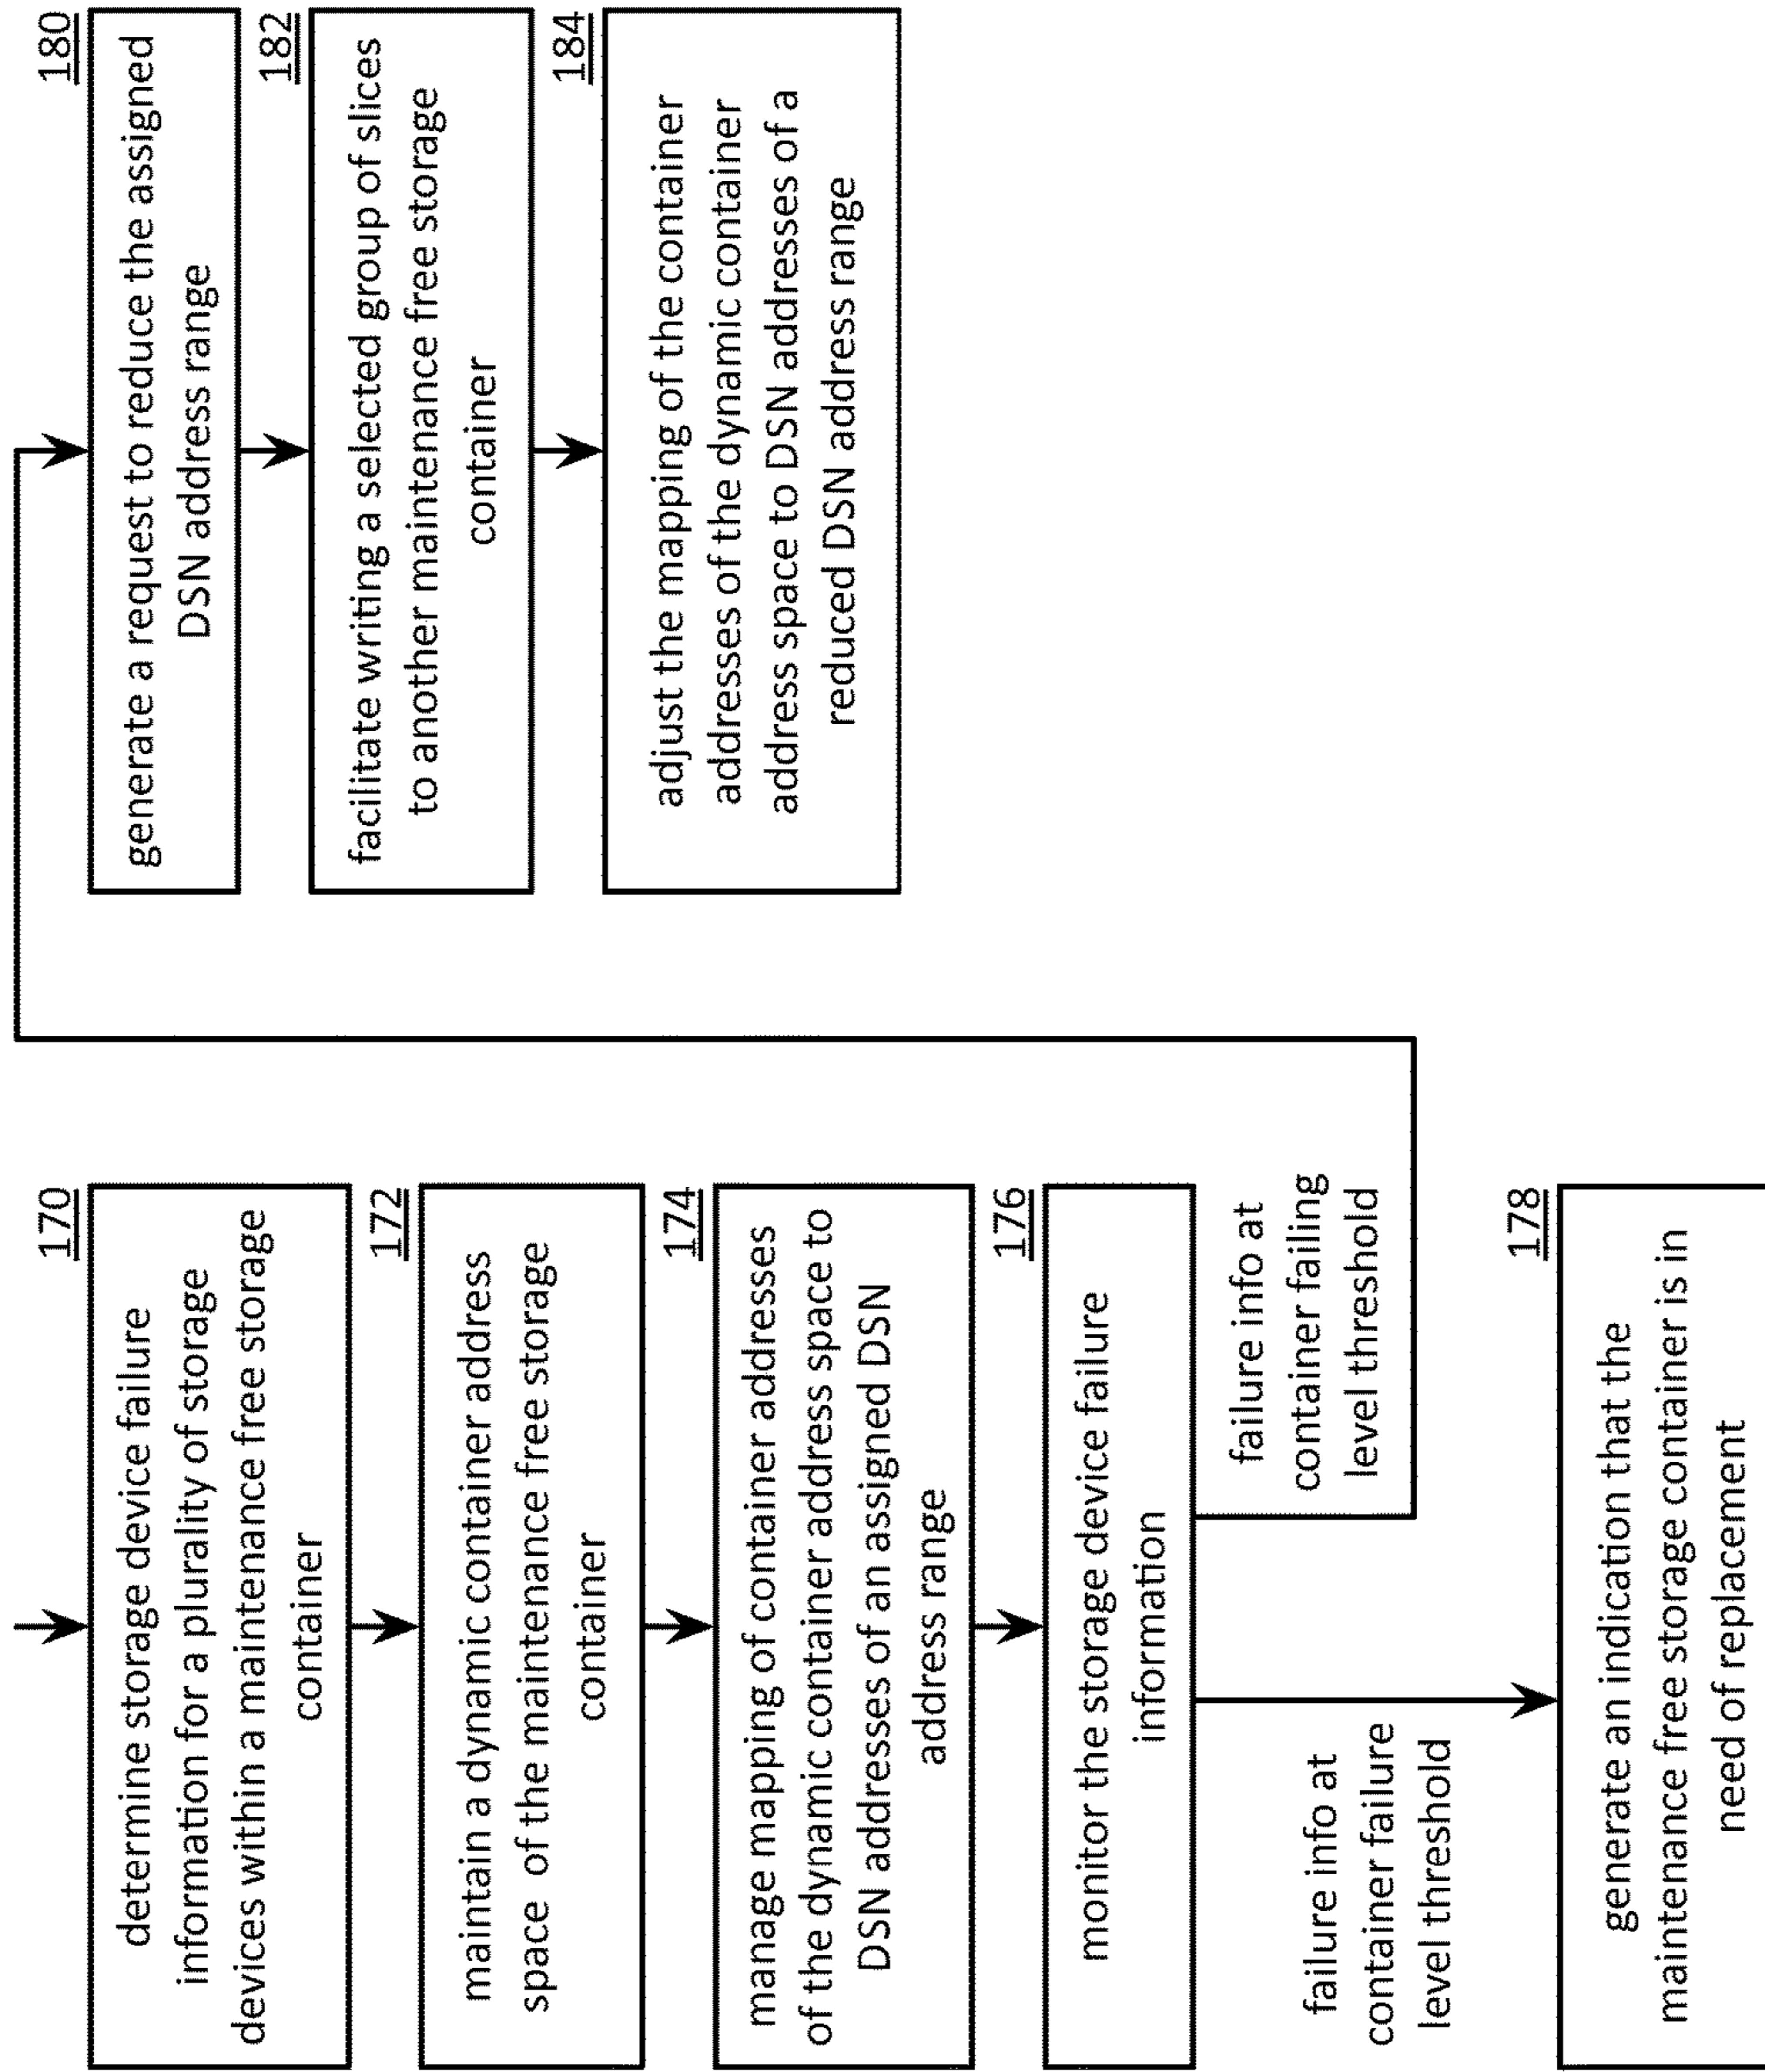 170
determine storage device failure
information for a plurality of storage
devices within a maintenance free storage
container
172
maintain a dynamic container address
space of the maintenance free storage
container
174
manage mapping of container addresses
of the dynamic container address space to
DSN addresses of an assigned DSN
address range
176
monitor the storage device failure
information
failure info at
container failure
level threshold
failure info at
container failing
level threshold
178
generate an indication that the
maintenance free storage container is in
need of replacement
180
generate a request to reduce the assigned
DSN address range
182
facilitate writing a selected group of slices
to another maintenance free storage
container
184
adjust the mapping of the container
addresses of the dynamic container
address space to DSN addresses of a
reduced DSN address range